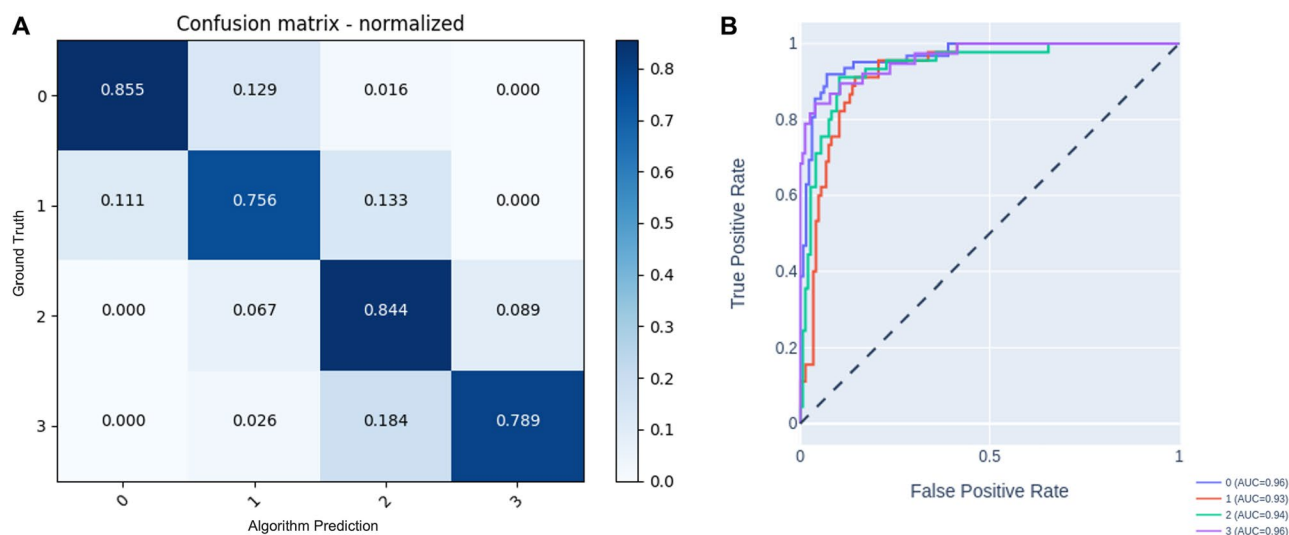 A
Confusion matrix - normalized
Ground Truth
0
0.855 0.129 0.016 0.000
1
0.111 0.756 0.133 0.000
2
0.000 0.067 0.844 0.089
3
0.000 0.026 0.184 0.789
0 1 2 3
Algorithm Prediction
0.8
0.7
0.6
0.5
0.4
0.3
0.2
0.1
0.0
B
True Positive Rate
1
0.8
0.6
0.4
0.2
0
0 0.5 1
False Positive Rate
0 (AUC=0.96)
1 (AUC=0.93)
2 (AUC=0.94)
3 (AUC=0.96)